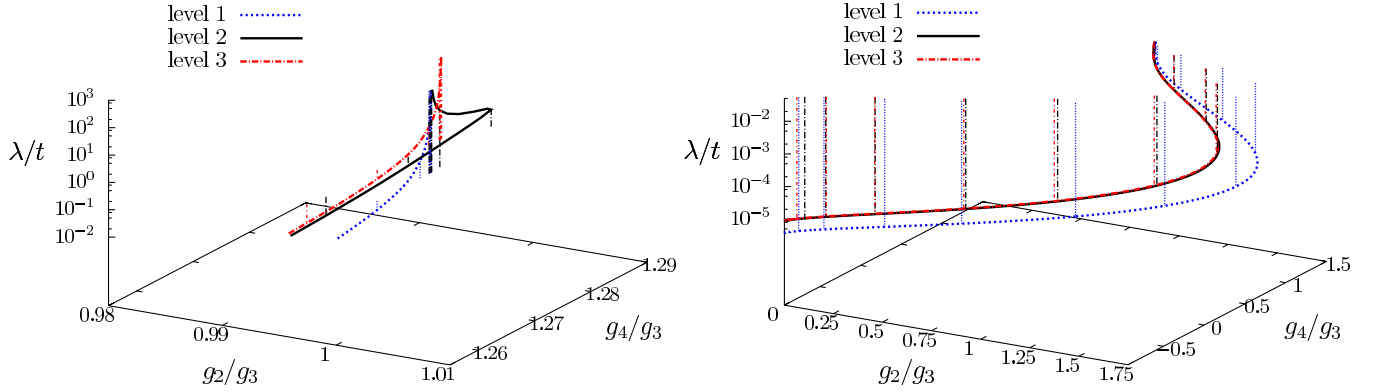 level 1
level 2
level 3
10³
10²
λ/t
10¹
10⁰
10⁻¹
10⁻²
0.98
0.99
1
1.01
g₂/g₃
1.26
1.27
1.28
1.29
g₄/g₃
level 1
level 2
level 3
10⁻²
λ/t
10⁻³
10⁻⁴
10⁻⁵
0
0.25
0.5
0.75
1
1.25
1.5
1.75
g₂/g₃
−0.5
0
0.5
1
1.5
g₄/g₃